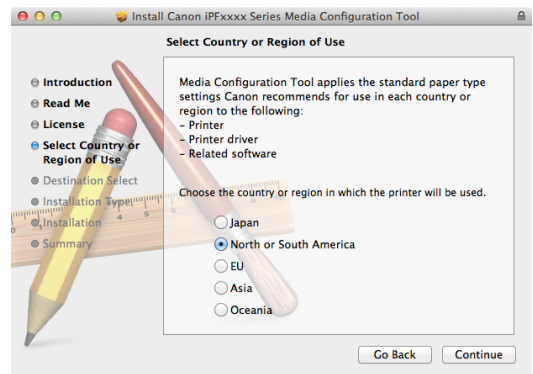 Install Canon iPFxxxx Series Media Configuration Tool
Select Country or Region of Use
Introduction
Read Me
License
Select Country or
Region of Use
Destination Select
Installation Type
Installation
Summary
Media Configuration Tool applies the standard paper type
settings Canon recommends for use in each country or
region to the following:
– Printer
– Printer driver
– Related software
Choose the country or region in which the printer will be used.
Japan
North or South America
EU
Asia
Oceania
4 5
Go Back Continue